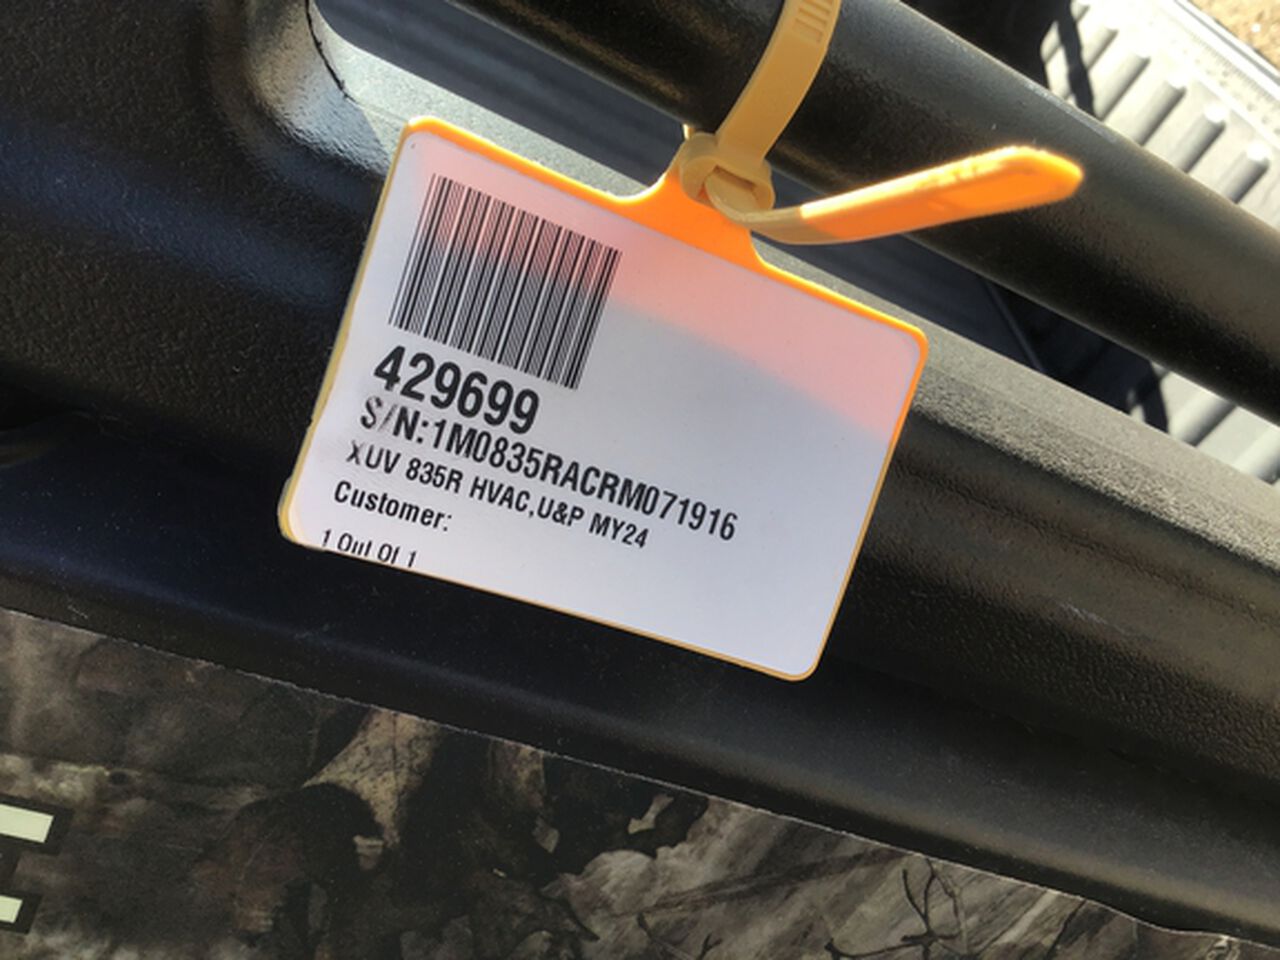 429699
S/N:1M0835RACRM071916
XUV 835R HVAC,U&P MY24
Customer:
1 Out Of 1
E